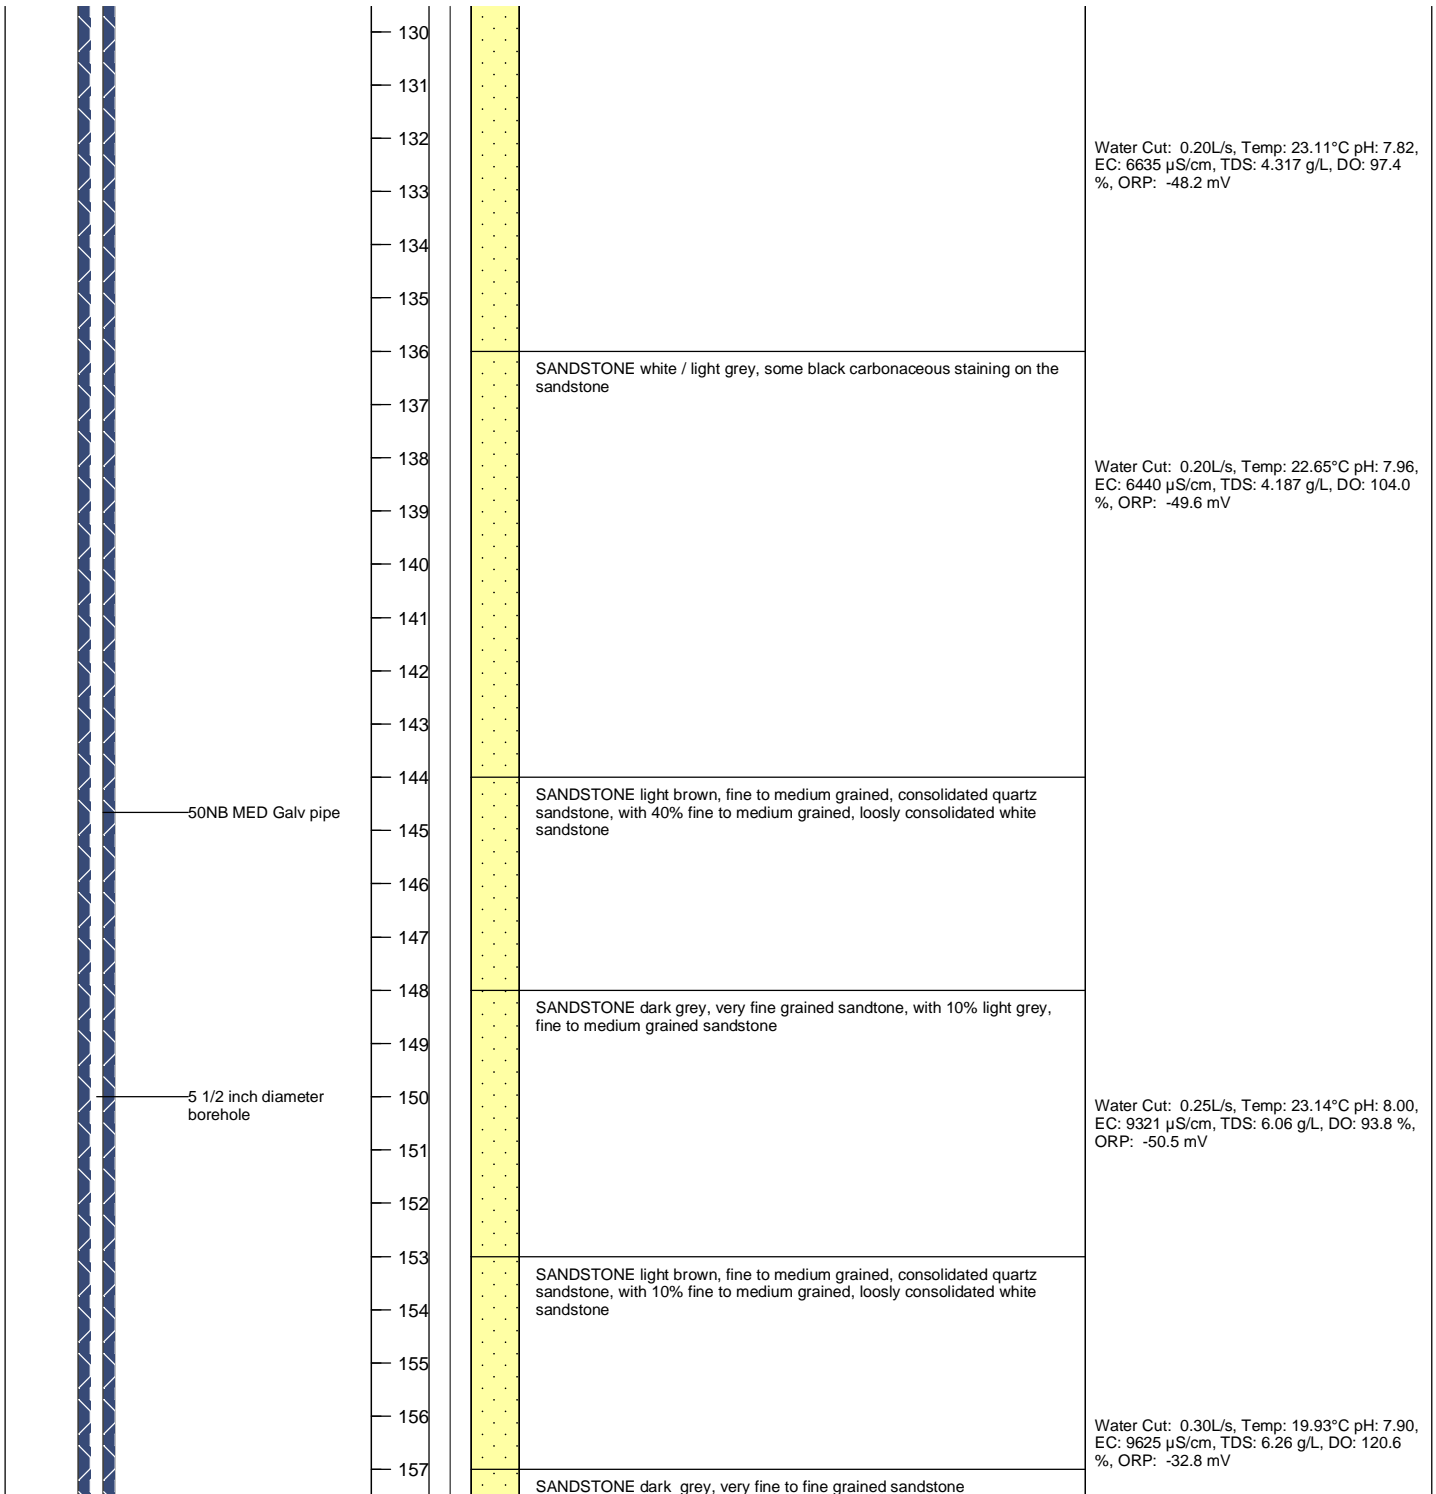 130
131
132
Water Cut:  0.20L/s, Temp: 23.11°C pH: 7.82,
EC: 6635 µS/cm, TDS: 4.317 g/L, DO: 97.4
%, ORP:  -48.2 mV
133
134
135
136
SANDSTONE white / light grey, some black carbonaceous staining on the
sandstone
137
138
Water Cut:  0.20L/s, Temp: 22.65°C pH: 7.96,
EC: 6440 µS/cm, TDS: 4.187 g/L, DO: 104.0
%, ORP:  -49.6 mV
139
140
141
142
143
144
SANDSTONE light brown, fine to medium grained, consolidated quartz
sandstone, with 40% fine to medium grained, loosly consolidated white
sandstone
50NB MED Galv pipe
145
146
147
148
SANDSTONE dark grey, very fine grained sandtone, with 10% light grey,
fine to medium grained sandstone
149
150
5 1/2 inch diameter
borehole
Water Cut:  0.25L/s, Temp: 23.14°C pH: 8.00,
EC: 9321 µS/cm, TDS: 6.06 g/L, DO: 93.8 %,
ORP:  -50.5 mV
151
152
153
SANDSTONE light brown, fine to medium grained, consolidated quartz
sandstone, with 10% fine to medium grained, loosly consolidated white
sandstone
154
155
156
Water Cut:  0.30L/s, Temp: 19.93°C pH: 7.90,
EC: 9625 µS/cm, TDS: 6.26 g/L, DO: 120.6
%, ORP:  -32.8 mV
157
SANDSTONE dark  grey, very fine to fine grained sandstone